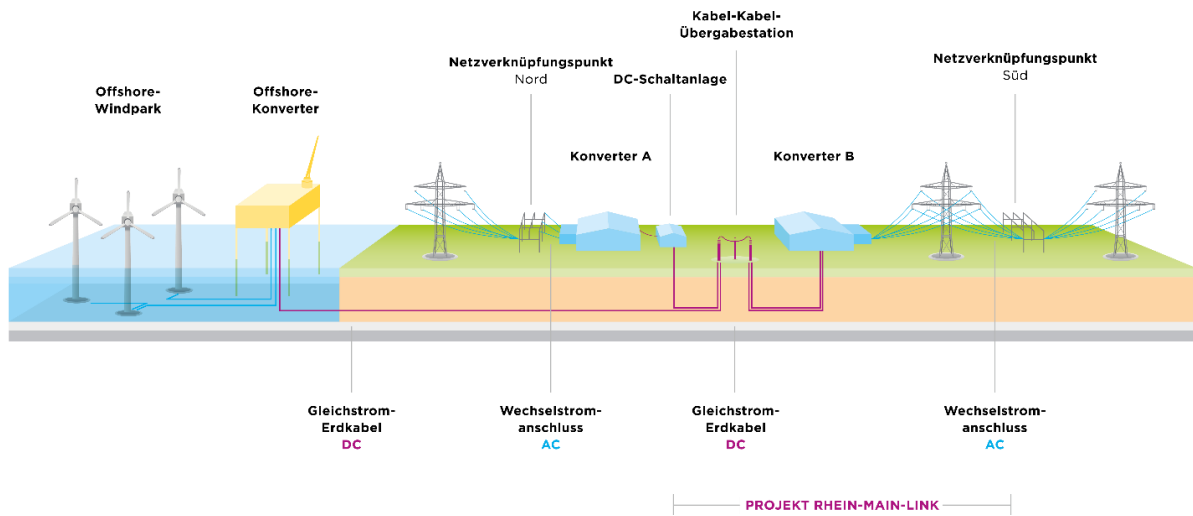 Kabel-Kabel-
Übergabestation
Netzverknüpfungspunkt
Nord
DC-Schaltanlage
Netzverknüpfungspunkt
Süd
Offshore-
Windpark
Offshore-
Konverter
Konverter A
Konverter B
Gleichstrom-
Erdkabel
DC
Wechselstrom-
anschluss
AC
Gleichstrom-
Erdkabel
DC
Wechselstrom-
anschluss
AC
PROJEKT RHEIN-MAIN-LINK